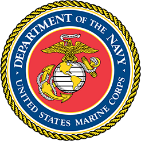 DEPARTMENT OF THE NAVY
UNITED STATES MARINE CORPS